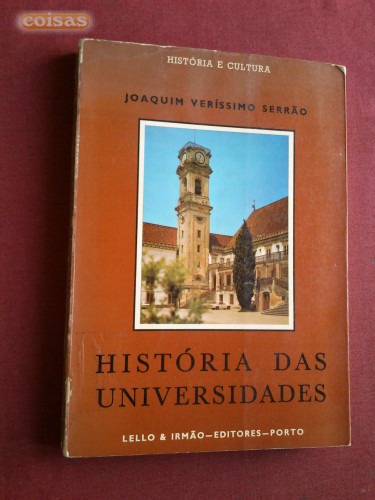 coisas
HISTÓRIA E CULTURA
JOAQUIM VERÍSSIMO SERRÃO
HISTÓRIA DAS
UNIVERSIDADES
LELLO & IRMÃO—EDITORES—PORTO